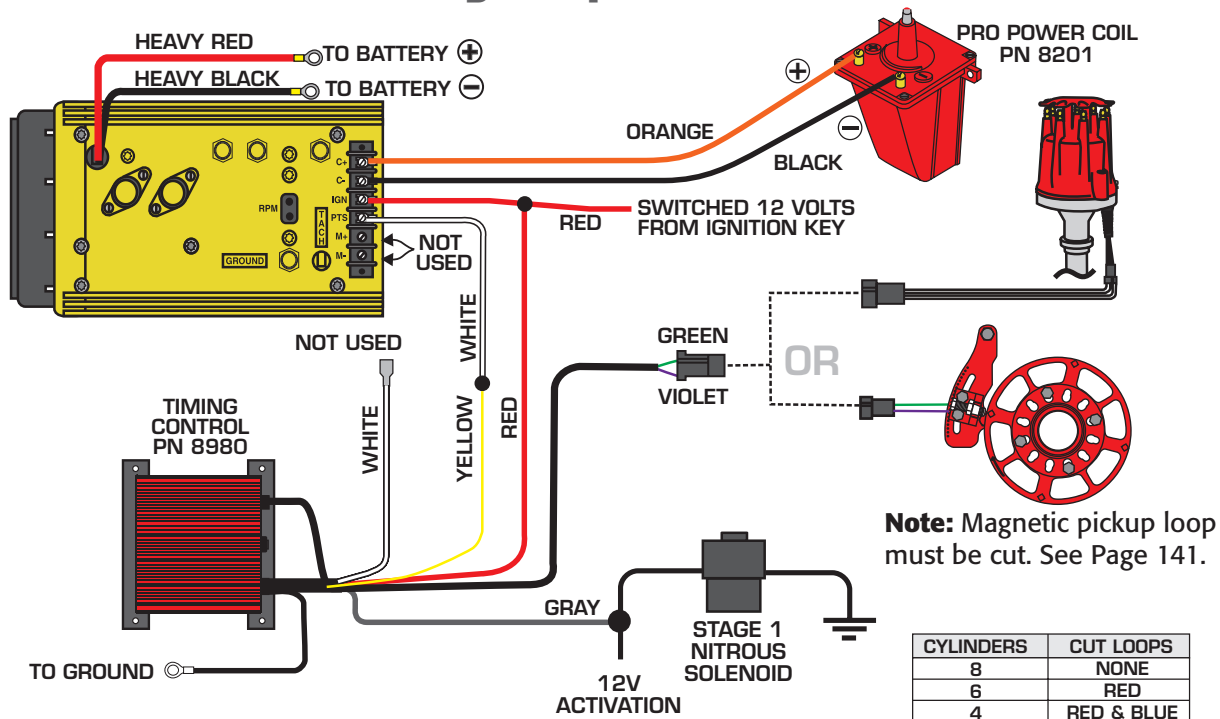 HEAVY RED
TO BATTERY +
HEAVY BLACK
TO BATTERY −
PRO POWER COIL
PN 8201
+
−
ORANGE
BLACK
C+
C-
IGN
PTS
M+
M-
RPM
TACH
GROUND
RED
SWITCHED 12 VOLTS
FROM IGNITION KEY
NOT
USED
NOT USED
WHITE
WHITE
YELLOW
RED
GREEN
VIOLET
OR
TIMING
CONTROL
PN 8980
Note: Magnetic pickup loop
must be cut. See Page 141.
GRAY
STAGE 1
NITROUS
SOLENOID
TO GROUND
12V
ACTIVATION
CYLINDERS CUT LOOPS
8 NONE
6 RED
4 RED & BLUE